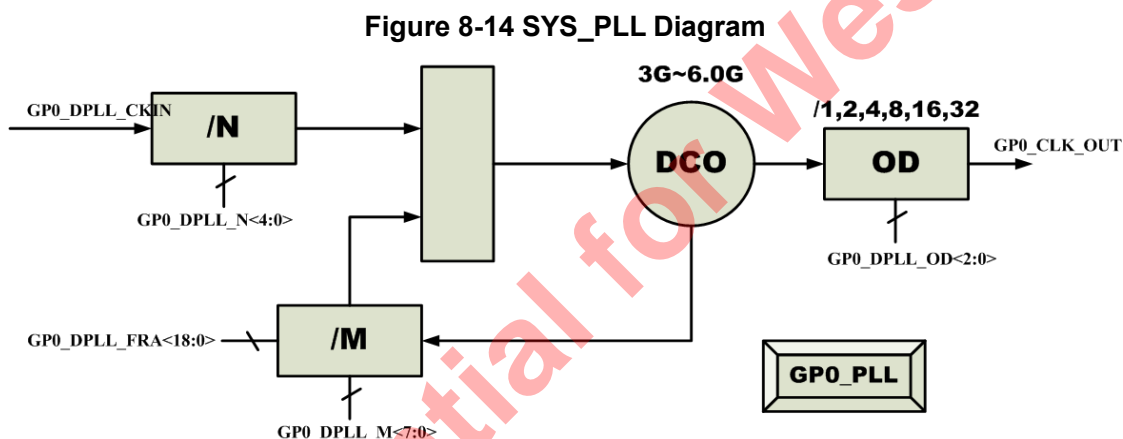 Figure 8-14 SYS_PLL Diagram
3G~6.0G
GP0_DPLL_CKIN
/N
/1,2,4,8,16,32
DCO
OD
GP0_CLK_OUT
GP0_DPLL_N<4:0>
GP0_DPLL_OD<2:0>
GP0_DPLL_FRA<18:0>
/M
GP0_PLL
GP0_DPLL_M<7:0>